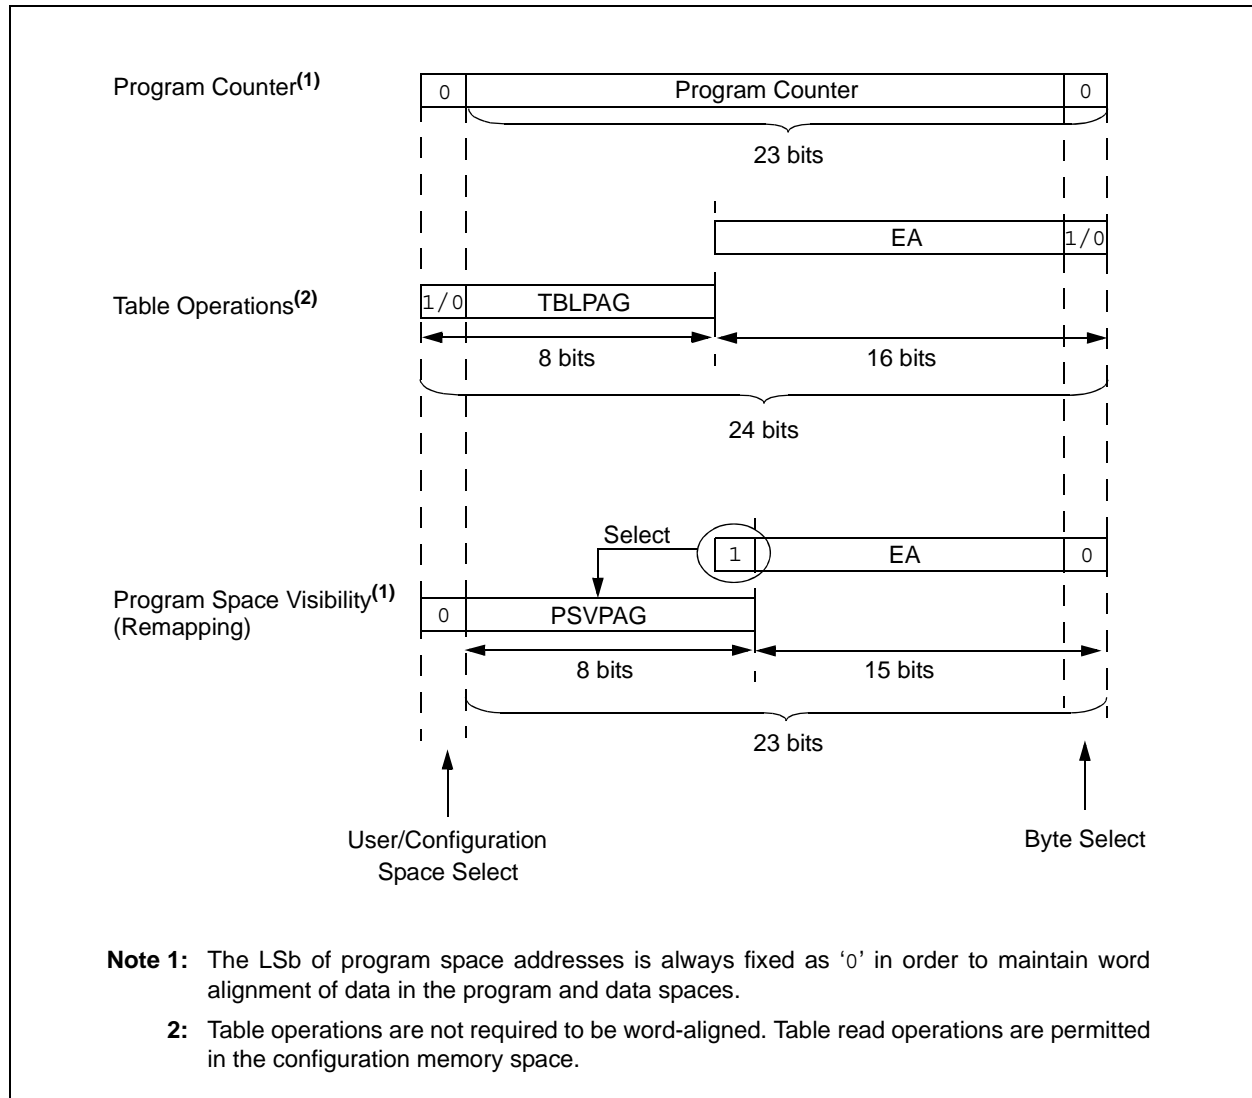 Program Counter(1)
0 Program Counter 0
23 bits
EA 1/0
Table Operations(2)
1/0 TBLPAG
8 bits 16 bits
24 bits
Select
1 EA 0
Program Space Visibility(1)
(Remapping)
0 PSVPAG
8 bits 15 bits
23 bits
User/Configuration
Space Select
Byte Select
Note 1: The LSb of program space addresses is always fixed as ‘0’ in order to maintain word
alignment of data in the program and data spaces.
2: Table operations are not required to be word-aligned. Table read operations are permitted
in the configuration memory space.